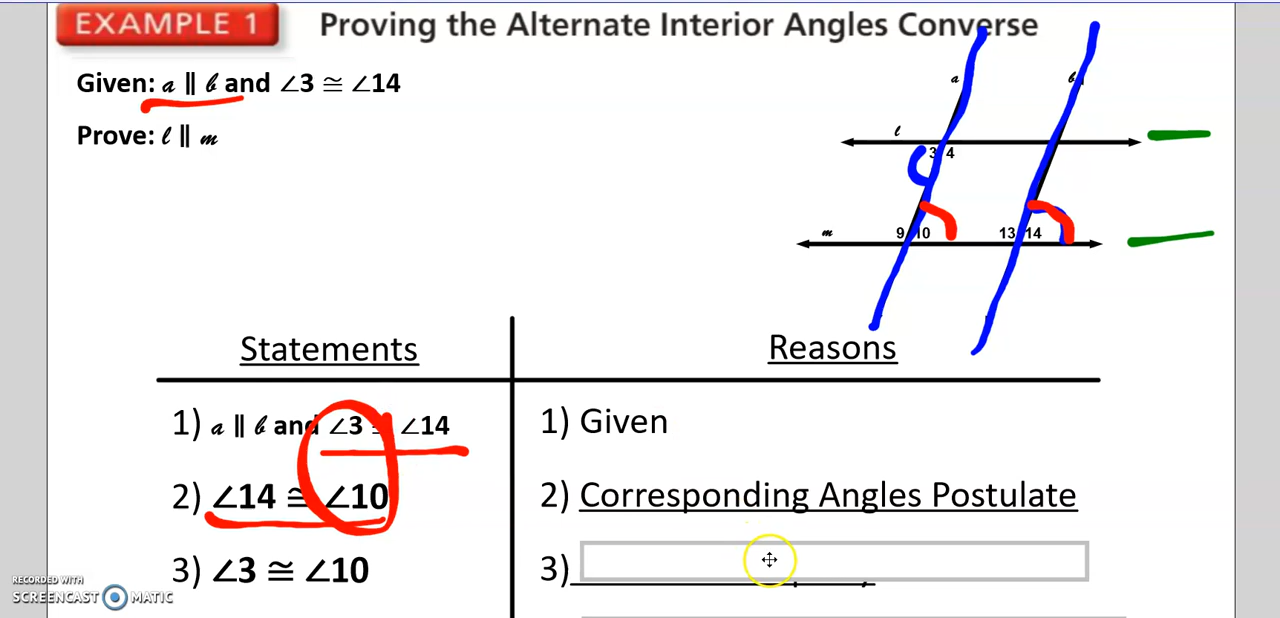 EXAMPLE 1 Proving the Alternate Interior Angles Converse
Given: a ∥ b and ∠3 ≅ ∠14
Prove: l ∥ m
a b
l
3 4
m 9 10 13 14
Statements Reasons
1) a ∥ b and ∠3 ≅ ∠14 1) Given
2) ∠14 ≅ ∠10 2) Corresponding Angles Postulate
3) ∠3 ≅ ∠10 3)
RECORDED WITH
SCREENCAST MATIC